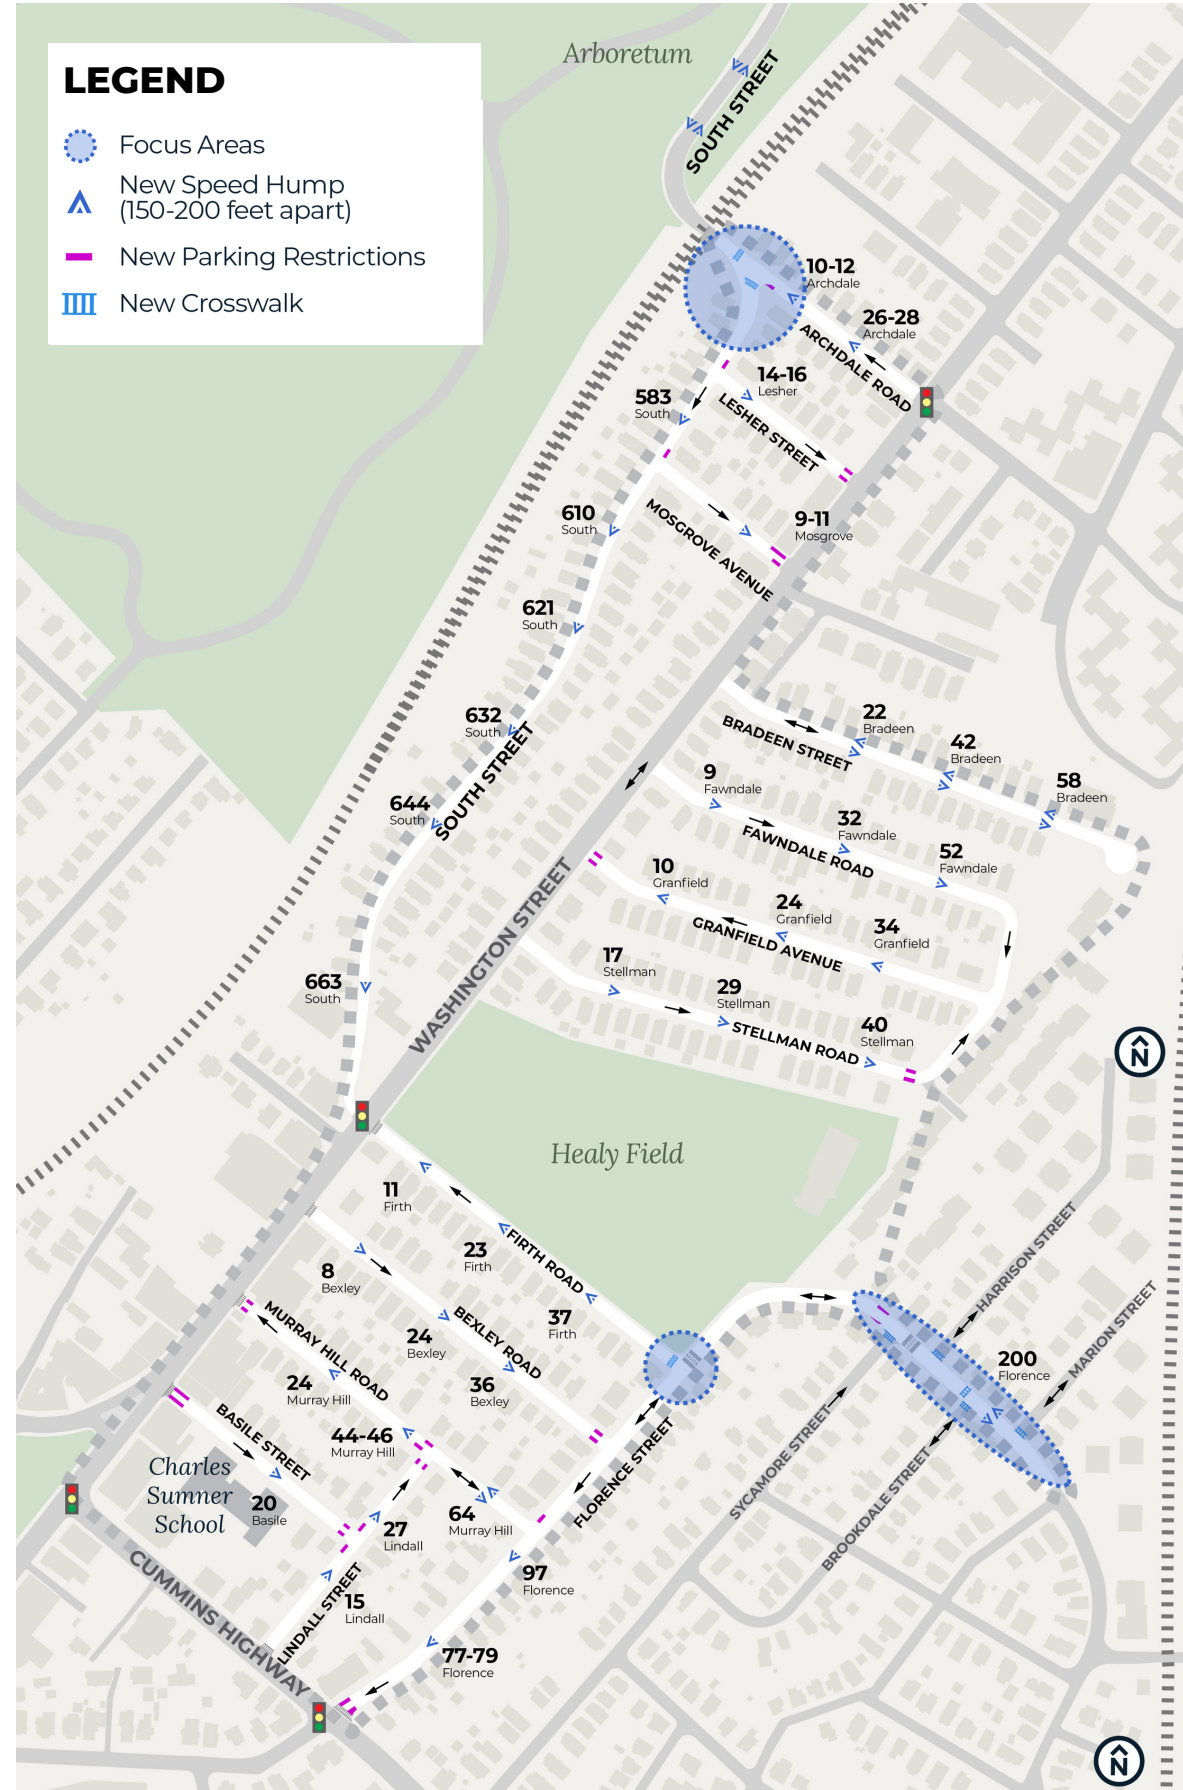 Arboretum
SOUTH STREET
LEGEND
Focus Areas
New Speed Hump
(150-200 feet apart)
New Parking Restrictions
New Crosswalk
10-12
Archdale
26-28
Archdale
ARCHDALE ROAD
14-16
Lesher
LESHER STREET
583
South
610
South
MOSGROVE AVENUE
9-11
Mosgrove
621
South
632
South
SOUTH STREET
644
South
663
South
WASHINGTON STREET
22
Bradeen
BRADEEN STREET
42
Bradeen
58
Bradeen
9
Fawndale
32
Fawndale
FAWNDALE ROAD
52
Fawndale
10
Granfield
24
Granfield
GRANFIELD AVENUE
34
Granfield
17
Stellman
29
Stellman
STELLMAN ROAD
40
Stellman
N
Healy Field
11
Firth
23
Firth
FIRTH ROAD
37
Firth
8
Bexley
24
Bexley
BEXLEY ROAD
36
Bexley
MURRAY HILL ROAD
24
Murray Hill
44-46
Murray Hill
64
Murray Hill
BASILE STREET
Charles
Sumner
School
20
Basile
27
Lindall
15
Lindall
LINDALL STREET
CUMMINS HIGHWAY
FLORENCE STREET
97
Florence
77-79
Florence
HARRISON STREET
MARION STREET
200
Florence
SYCAMORE STREET
BROOKDALE STREET
N